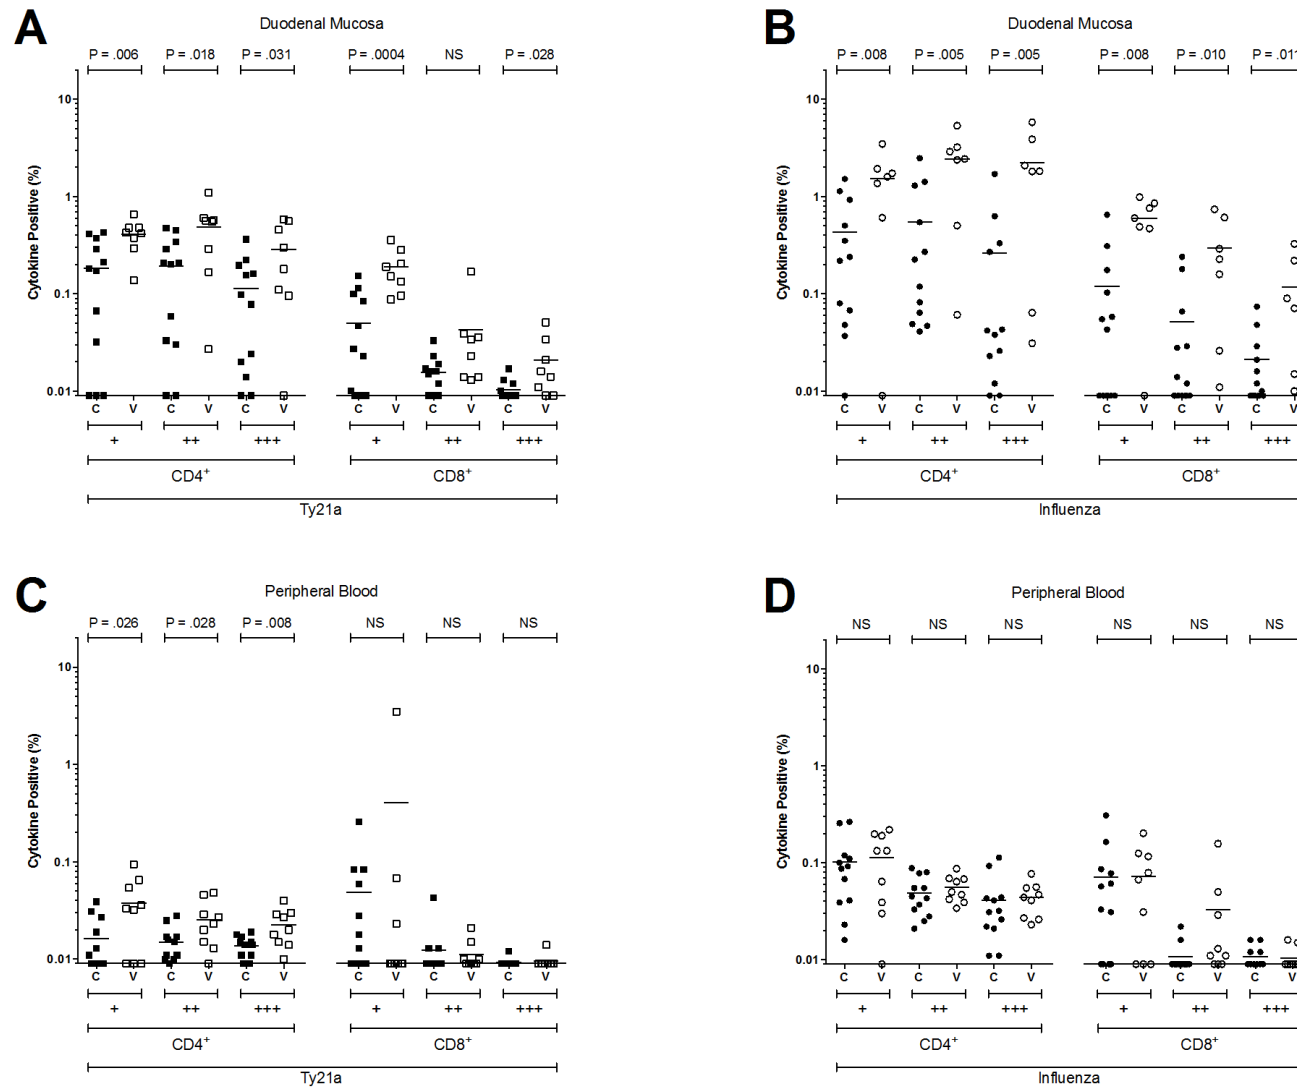 A
Duodenal Mucosa
P = .006 P = .018 P = .031 P = .0004 NS P = .028
Cytokine Positive (%)
10
1
0.1
0.01
C V C V C V C V C V C V
+ ++ +++ + ++ +++
CD4+ CD8+
Ty21a
B
Duodenal Mucosa
P = .008 P = .005 P = .005 P = .008 P = .010 P = .011
Cytokine Positive (%)
10
1
0.1
0.01
C V C V C V C V C V C V
+ ++ +++ + ++ +++
CD4+ CD8+
Influenza
C
Peripheral Blood
P = .026 P = .028 P = .008 NS NS NS
Cytokine Positive (%)
10
1
0.1
0.01
C V C V C V C V C V C V
+ ++ +++ + ++ +++
CD4+ CD8+
Ty21a
D
Peripheral Blood
NS NS NS NS NS NS
Cytokine Positive (%)
10
1
0.1
0.01
C V C V C V C V C V C V
+ ++ +++ + ++ +++
CD4+ CD8+
Influenza